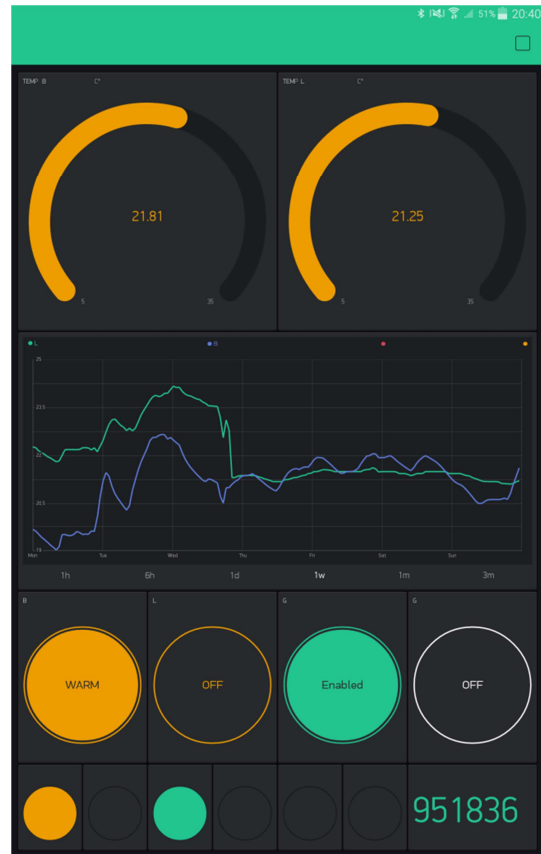 51% 20:40
TEMP B C° TEMP L C°
21.81 21.25
5 35 5 35
L B
25
23.5
22
20.5
19
Mon Tue Wed Thu Fri Sat Sun
1h 6h 1d 1w 1m 3m
B L G G
WARM OFF Enabled OFF
951836